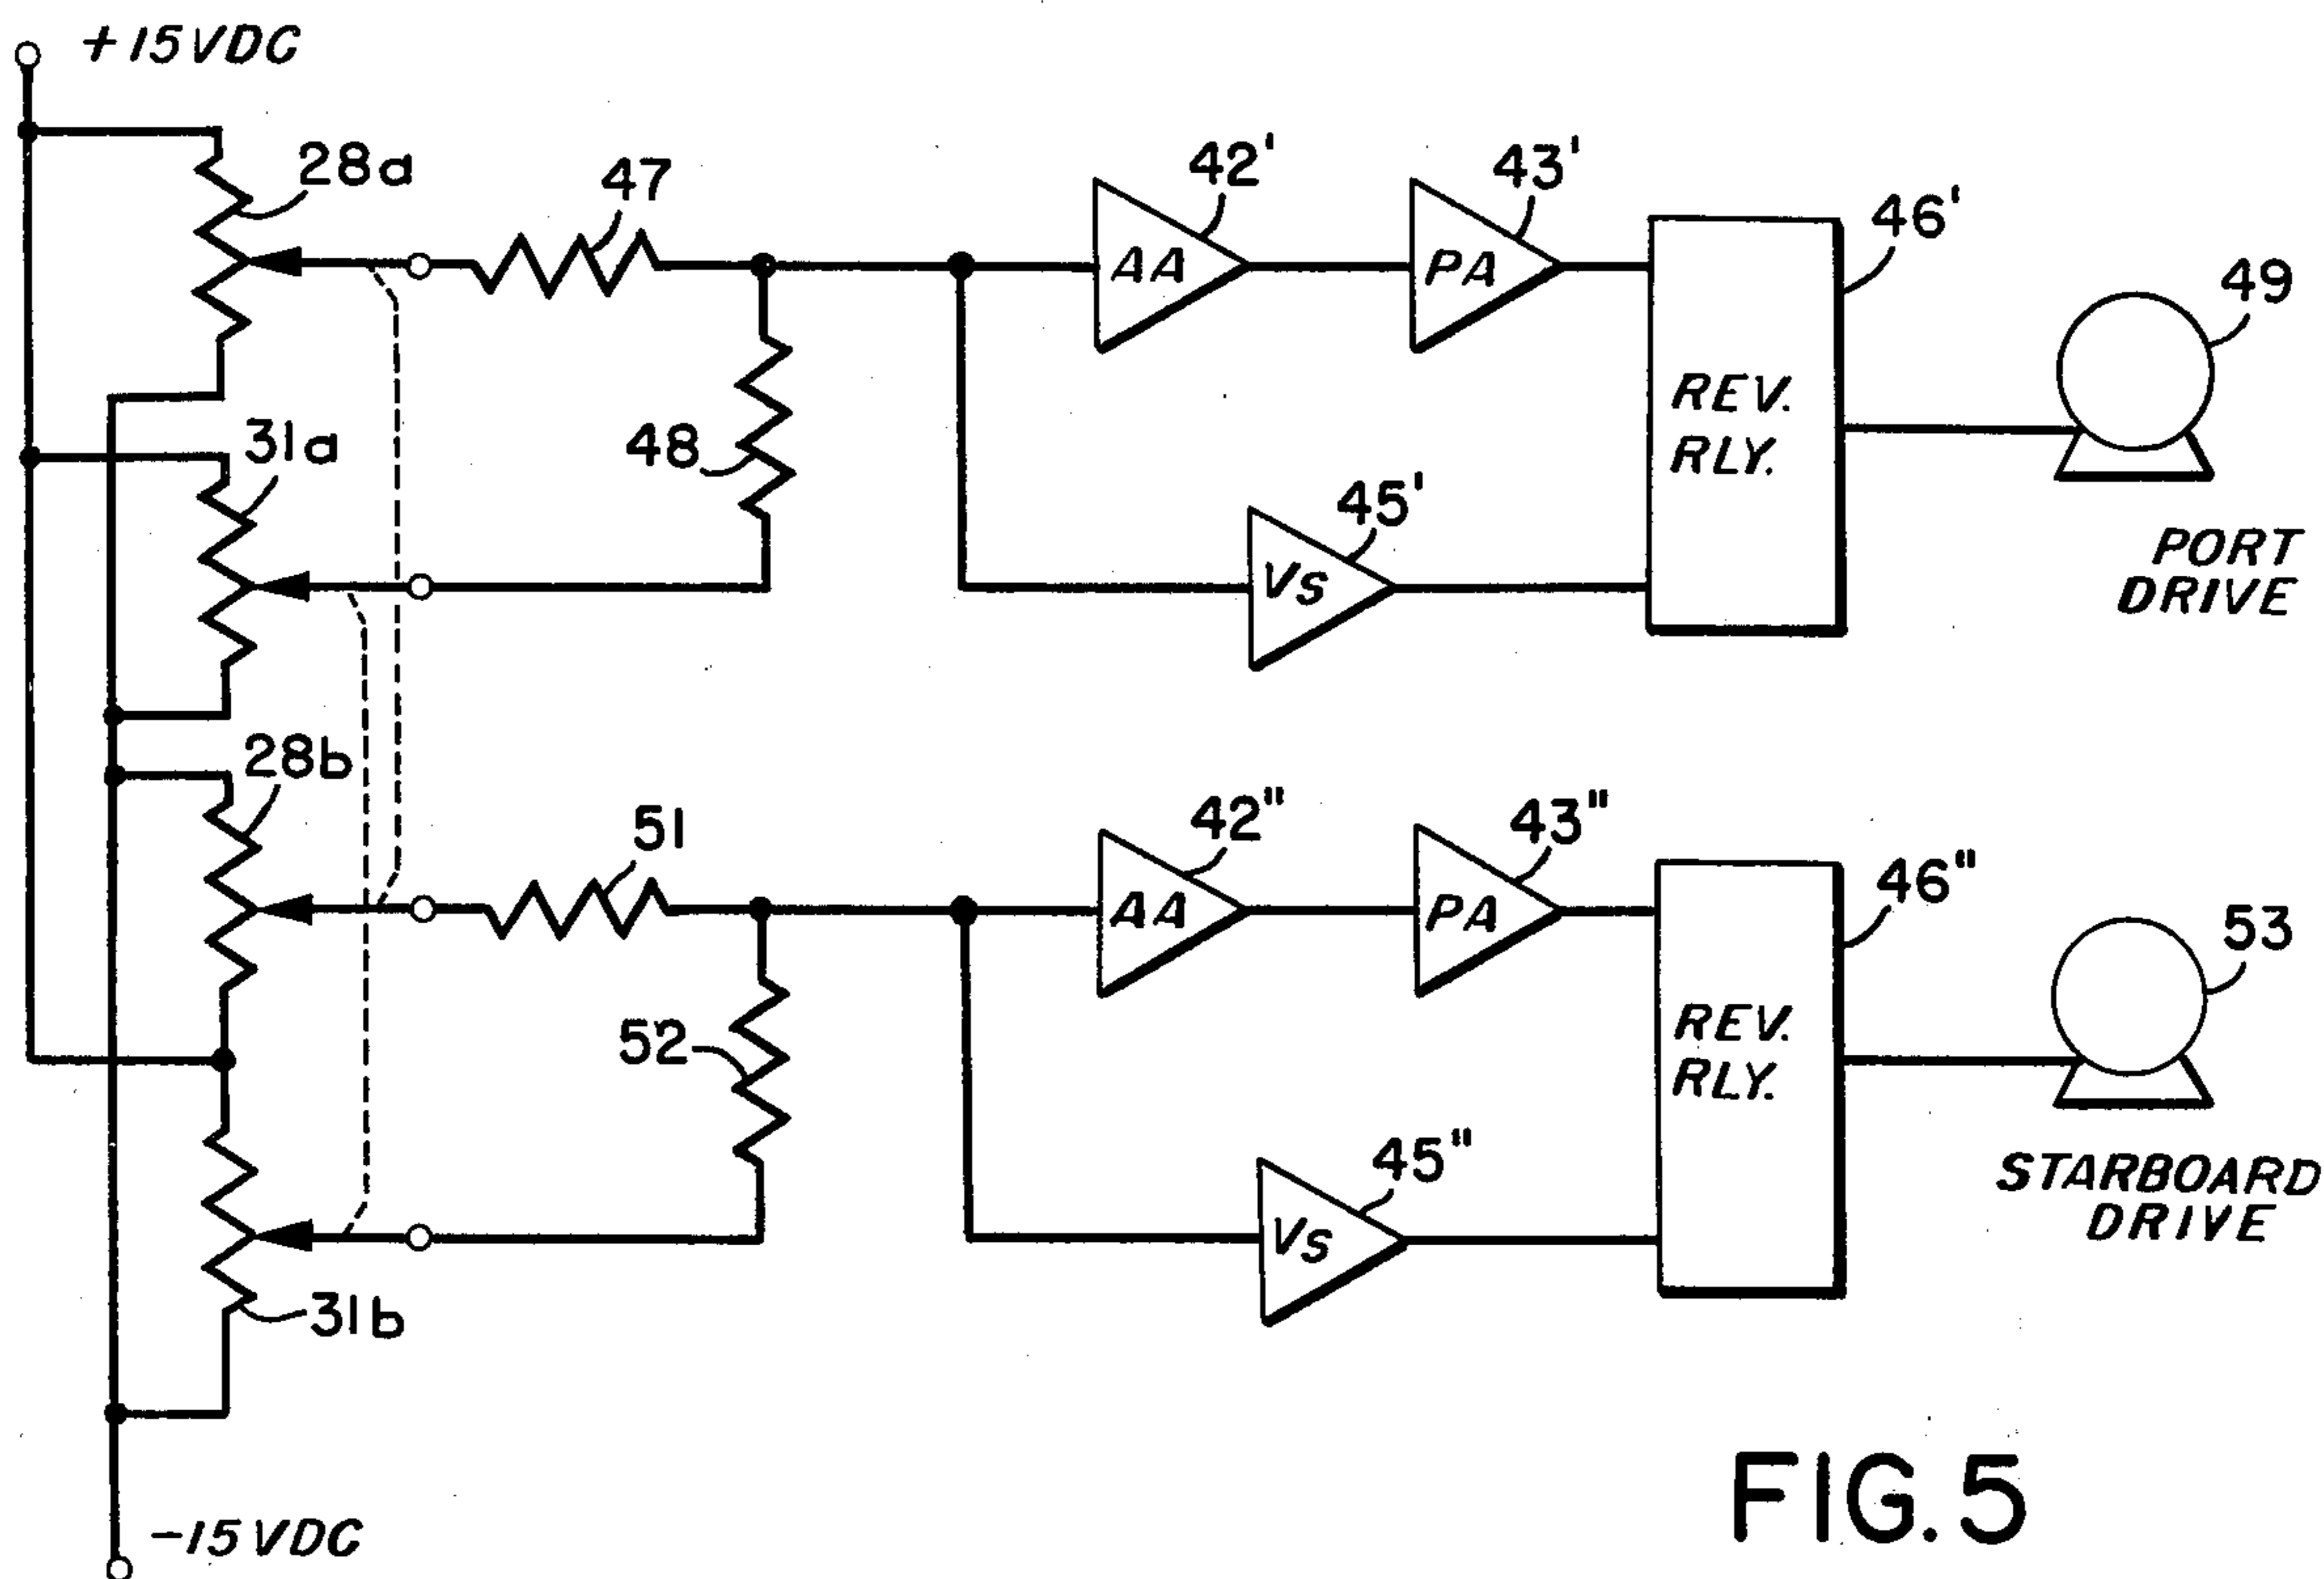 +15VDC
28a
47
42'
43'
46'
49
AA
PA
REV.
RLY.
31a
48
45'
VS
PORT
DRIVE
28b
51
42"
43"
46"
53
AA
PA
REV.
RLY.
52
45"
VS
STARBOARD
DRIVE
31b
-15VDC
FIG. 5